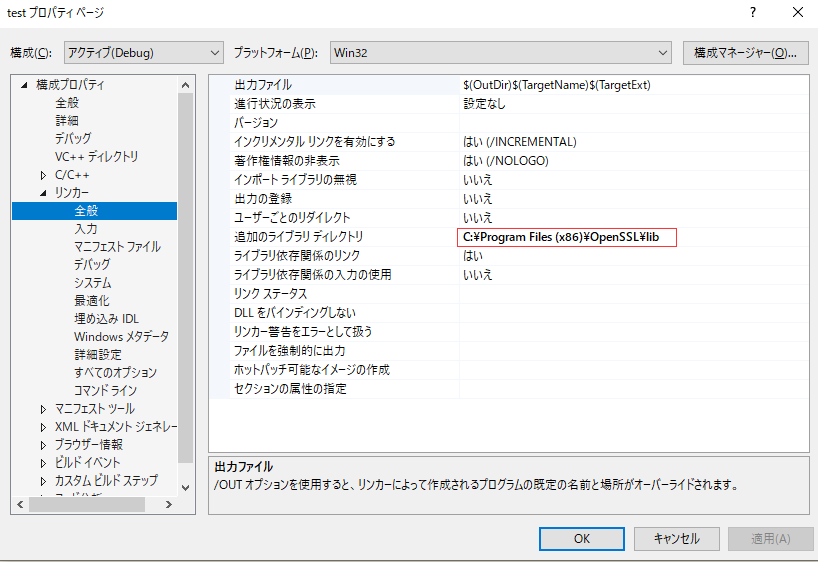 test プロパティ ページ
? ×
構成(C): アクティブ(Debug) プラットフォーム(P): Win32 構成マネージャー(O)...
構成プロパティ
全般
詳細
デバッグ
VC++ ディレクトリ
C/C++
リンカー
全般
入力
マニフェスト ファイル
デバッグ
システム
最適化
埋め込み IDL
Windows メタデータ
詳細設定
すべてのオプション
コマンド ライン
マニフェスト ツール
XML ドキュメント ジェネレー
ブラウザー情報
ビルド イベント
カスタム ビルド ステップ
出力ファイル $(OutDir)$(TargetName)$(TargetExt)
進行状況の表示 設定なし
バージョン
インクリメンタル リンクを有効にする はい (/INCREMENTAL)
著作権情報の非表示 はい (/NOLOGO)
インポート ライブラリの無視 いいえ
出力の登録 いいえ
ユーザーごとのリダイレクト いいえ
追加のライブラリ ディレクトリ C:¥Program Files (x86)¥OpenSSL¥lib
ライブラリ依存関係のリンク はい
ライブラリ依存関係の入力の使用 いいえ
リンク ステータス
DLL をバインディングしない
リンカー警告をエラーとして扱う
ファイルを強制的に出力
ホットパッチ可能なイメージの作成
セクションの属性の指定
出力ファイル
/OUT オプションを使用すると、リンカーによって作成されるプログラムの既定の名前と場所がオーバーライドされます。
OK キャンセル 適用(A)